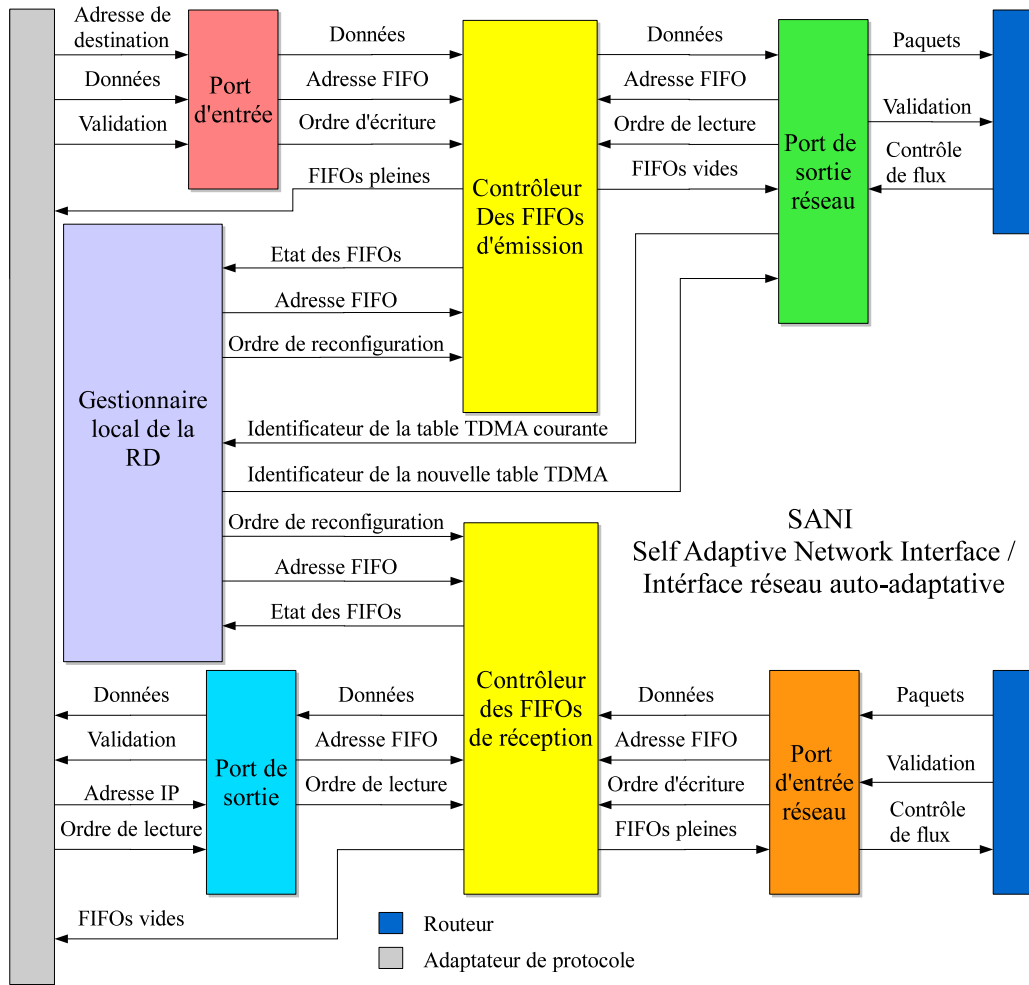 Adresse de
destination
Données
Validation
Port
d'entrée
Données
Adresse FIFO
Ordre d'écriture
FIFOs pleines
Contrôleur
Des FIFOs
d'émission
Données
Adresse FIFO
Ordre de lecture
FIFOs vides
Port de
sortie
réseau
Paquets
Validation
Contrôle
de flux
Etat des FIFOs
Adresse FIFO
Ordre de reconfiguration
Gestionnaire
local de la
RD
Identificateur de la table TDMA courante
Identificateur de la nouvelle table TDMA
Ordre de reconfiguration
Adresse FIFO
Etat des FIFOs
SANI
Self Adaptive Network Interface /
Intérface réseau auto-adaptative
Données
Validation
Adresse IP
Ordre de lecture
Port de
sortie
Données
Adresse FIFO
Ordre de lecture
Contrôleur
des FIFOs
de réception
Données
Adresse FIFO
Ordre d'écriture
FIFOs pleines
Port
d'entrée
réseau
Paquets
Validation
Contrôle
de flux
FIFOs vides
Routeur
Adaptateur de protocole